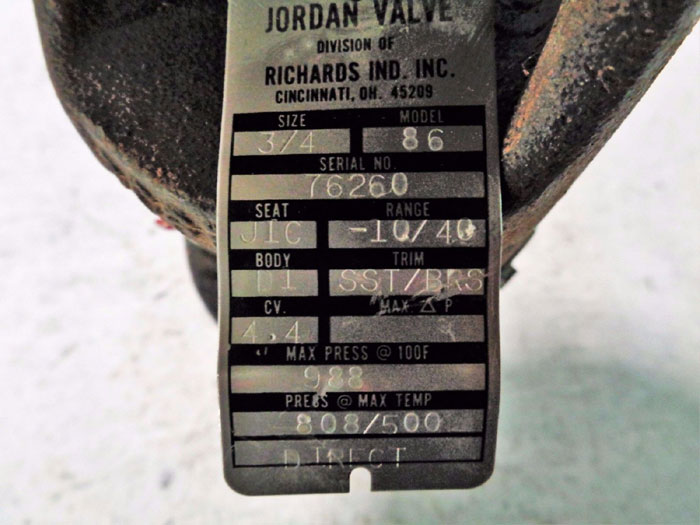 JORDAN VALVE
DIVISION OF
RICHARDS IND. INC.
CINCINNATI, OH. 45209
SIZE MODEL
3/4 86
SERIAL NO.
76260
SEAT RANGE
JIC -10/40
BODY TRIM
DI SST/BRS
CV. MAX △ P
4.4
MAX PRESS @ 100F
988
PRESS @ MAX TEMP
808/500
DIRECT